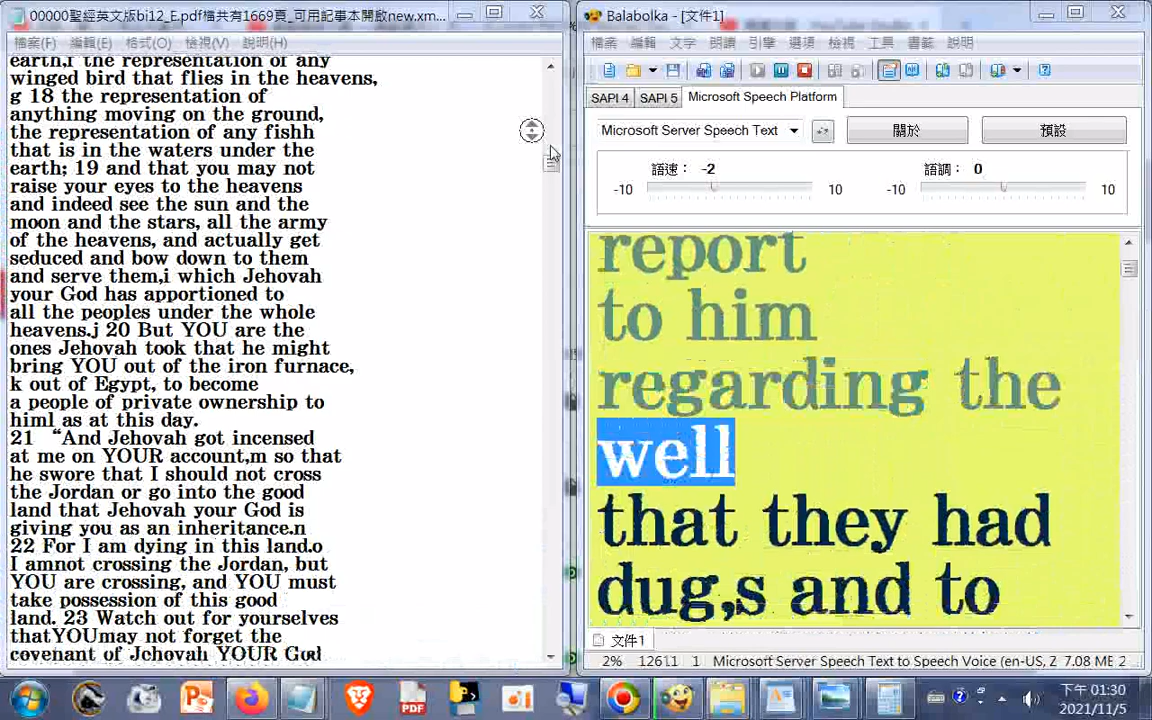 00000聖經英文版bi12_E.pdf檔共有1669頁_可用記事本開啟new.xm...
檔案(F) 編輯(E) 格式(O) 檢視(V) 說明(H)
earth,f the representation of any
winged bird that flies in the heavens,
g 18 the representation of
anything moving on the ground,
the representation of any fishh
that is in the waters under the
earth; 19 and that you may not
raise your eyes to the heavens
and indeed see the sun and the
moon and the stars, all the army
of the heavens, and actually get
seduced and bow down to them
and serve them,i which Jehovah
your God has apportioned to
all the peoples under the whole
heavens.j 20 But YOU are the
ones Jehovah took that he might
bring YOU out of the iron furnace,
k out of Egypt, to become
a people of private ownership to
himl as at this day.
21 “And Jehovah got incensed
at me on YOUR account,m so that
he swore that I should not cross
the Jordan or go into the good
land that Jehovah your God is
giving you as an inheritance.n
22 For I am dying in this land.o
I amnot crossing the Jordan, but
YOU are crossing, and YOU must
take possession of this good
land. 23 Watch out for yourselves
thatYOUmay not forget the
covenant of Jehovah YOUR God
Balabolka - [文件1]
檔案 編輯 文字 朗讀 引擎 選項 檢視 工具 書籤 說明
SAPI 4 SAPI 5 Microsoft Speech Platform
Microsoft Server Speech Text 關於 預設
語速： -2 語調： 0
-10 10 -10 10
report
to him
regarding the
well
that they had
dug,s and to
文件1
2% 126:1 1 Microsoft Server Speech Text to Speech Voice (en-US, Z 7.08 ME 2
下午 01:30
2021/11/5